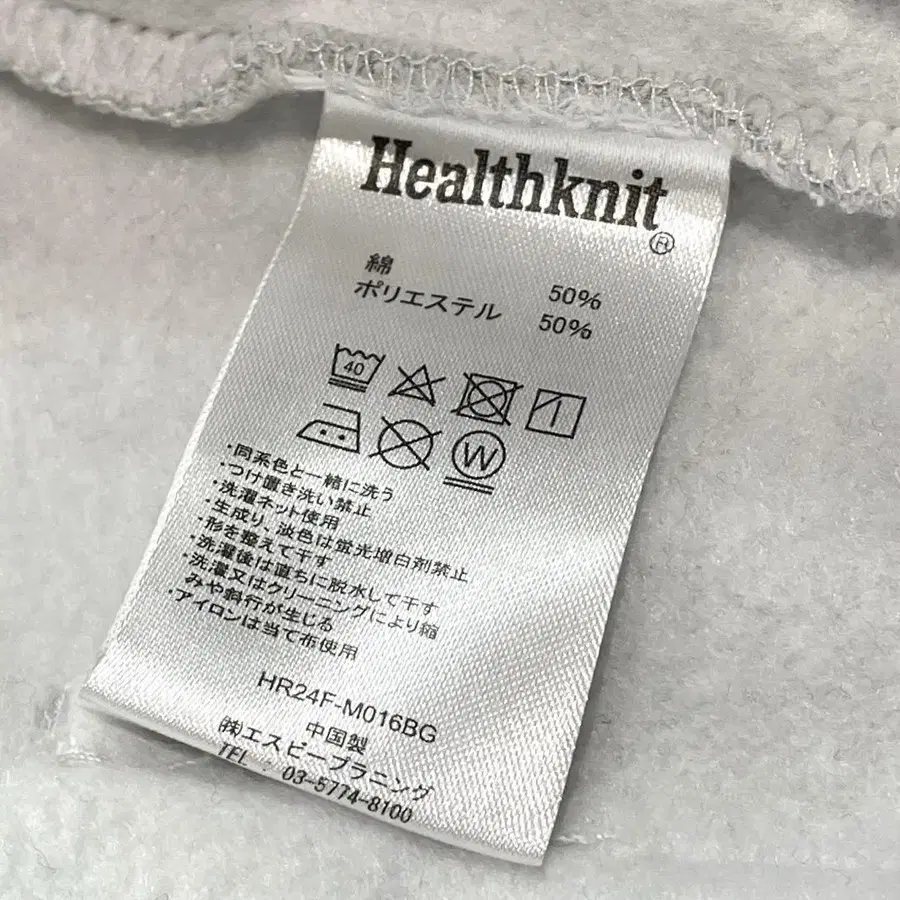 Healthknit
®
綿 50%
ポリエステル 50%
40
W
・同系色と一緒に洗う
・つけ置き洗い禁止
・洗濯ネット使用
・生成り、淡色は蛍光増白剤禁止
・形を整えて干す
・洗濯後は直ちに脱水して干す
・洗濯又はクリーニングにより縮
みや斜行が生じる
・アイロンは当て布使用
HR24F-M016BG
中国製
㈱エスピープラニング
TEL : 03-5774-8100